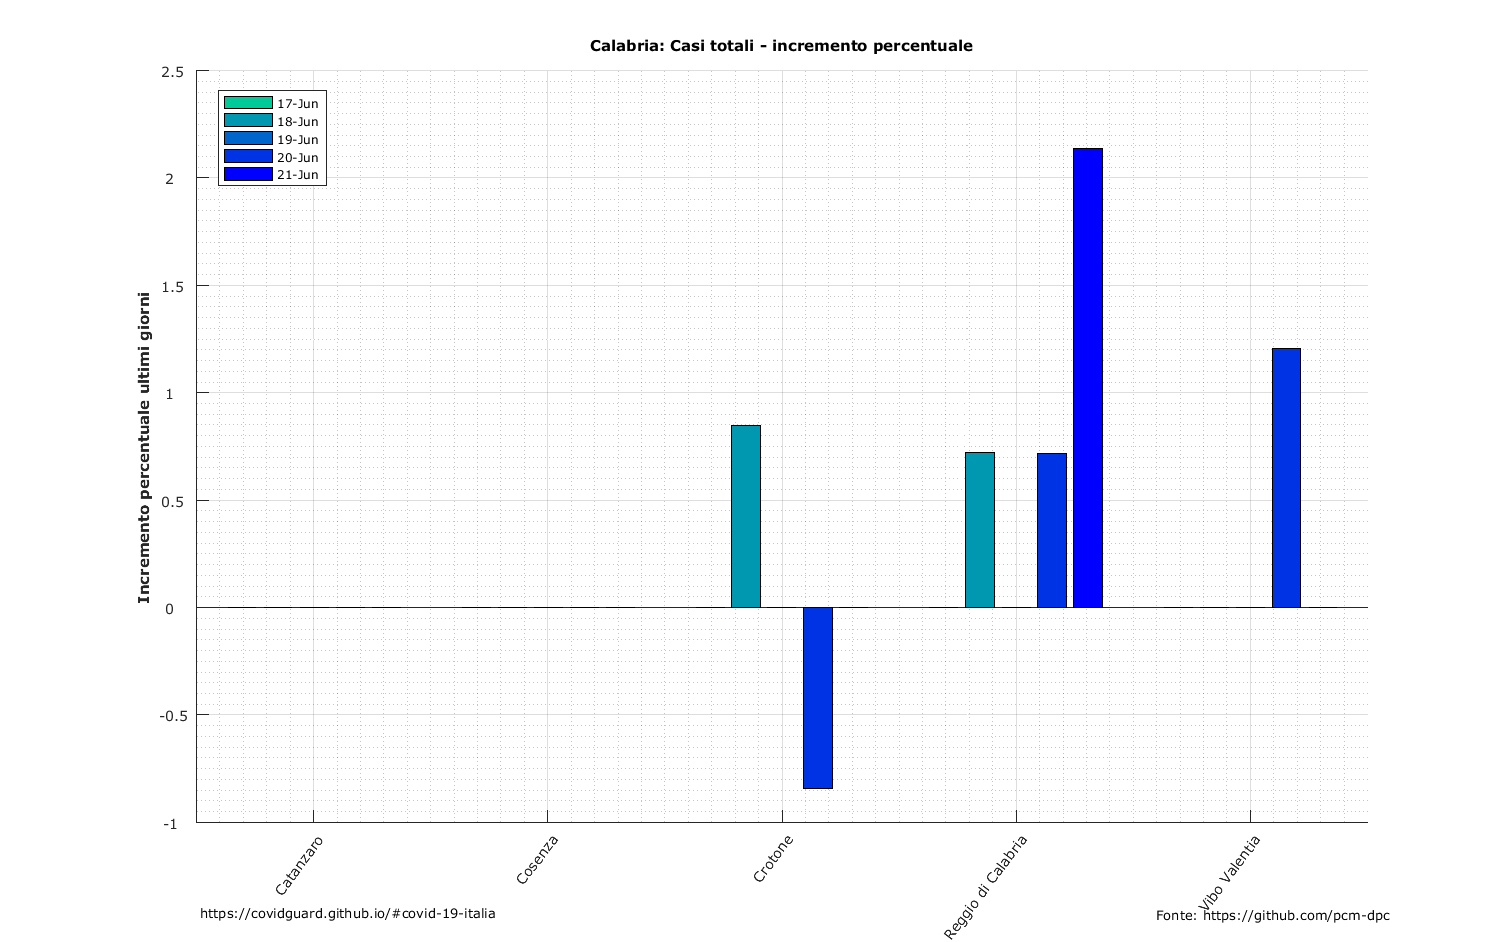 Calabria: Casi totali - incremento percentuale
2.5
2
1.5
1
0.5
0
-0.5
-1
Incremento percentuale ultimi giorni
17-Jun
18-Jun
19-Jun
20-Jun
21-Jun
Catanzaro
Cosenza
Crotone
Reggio di Calabria
Vibo Valentia
https://covidguard.github.io/#covid-19-italia
Fonte: https://github.com/pcm-dpc